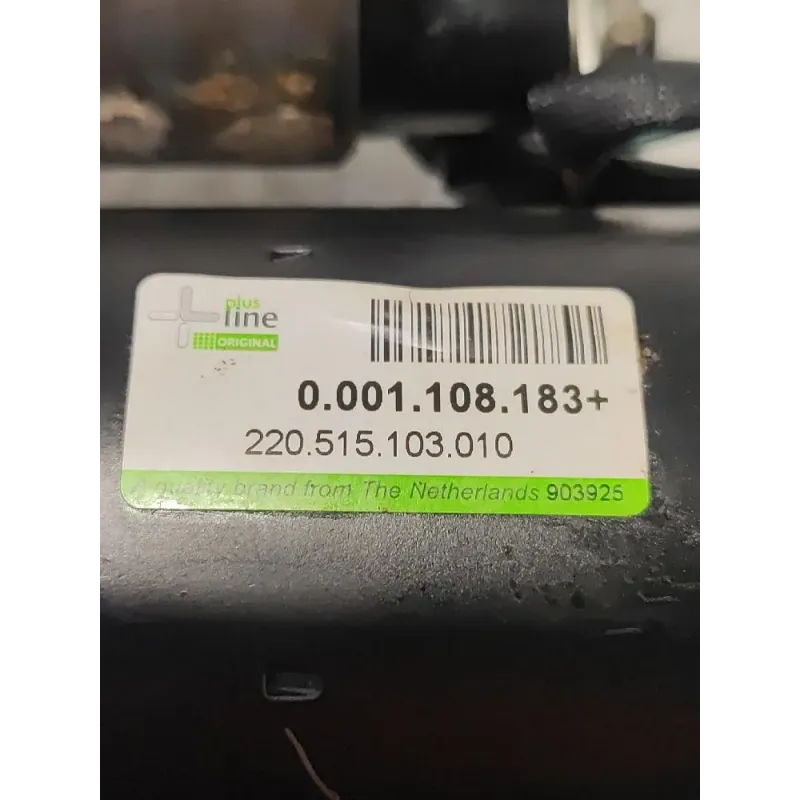 plus
line
ORIGINAL
0.001.108.183+
220.515.103.010
A quality brand from The Netherlands 903925